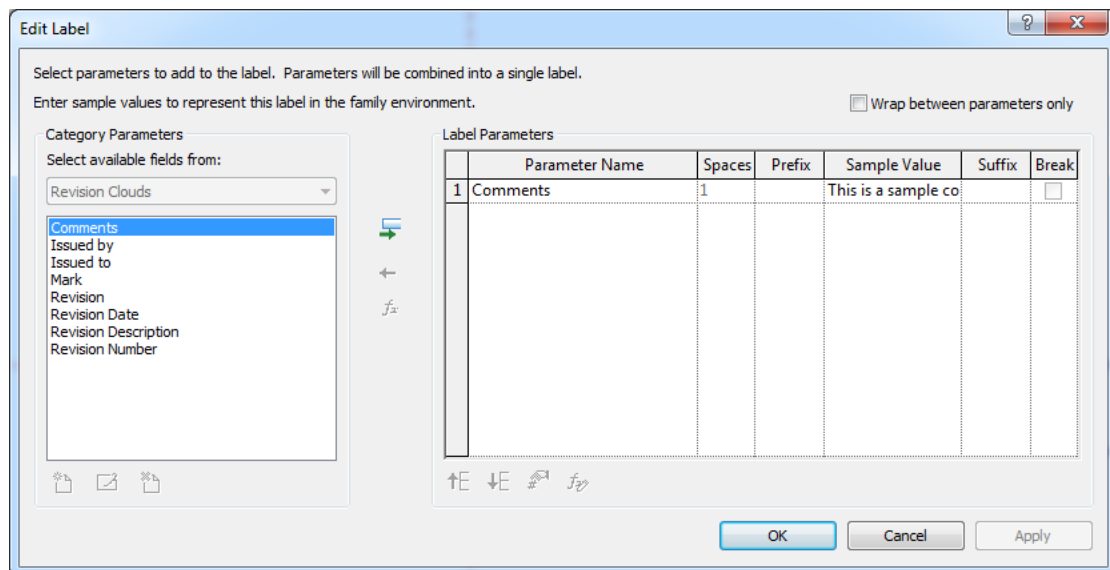 Edit Label
Select parameters to add to the label. Parameters will be combined into a single label.
Enter sample values to represent this label in the family environment.
Wrap between parameters only
Category Parameters
Select available fields from:
Revision Clouds
Comments
Issued by
Issued to
Mark
Revision
Revision Date
Revision Description
Revision Number
fx
Label Parameters
Parameter Name Spaces Prefix Sample Value Suffix Break
1 Comments 1 This is a sample co
OK Cancel Apply